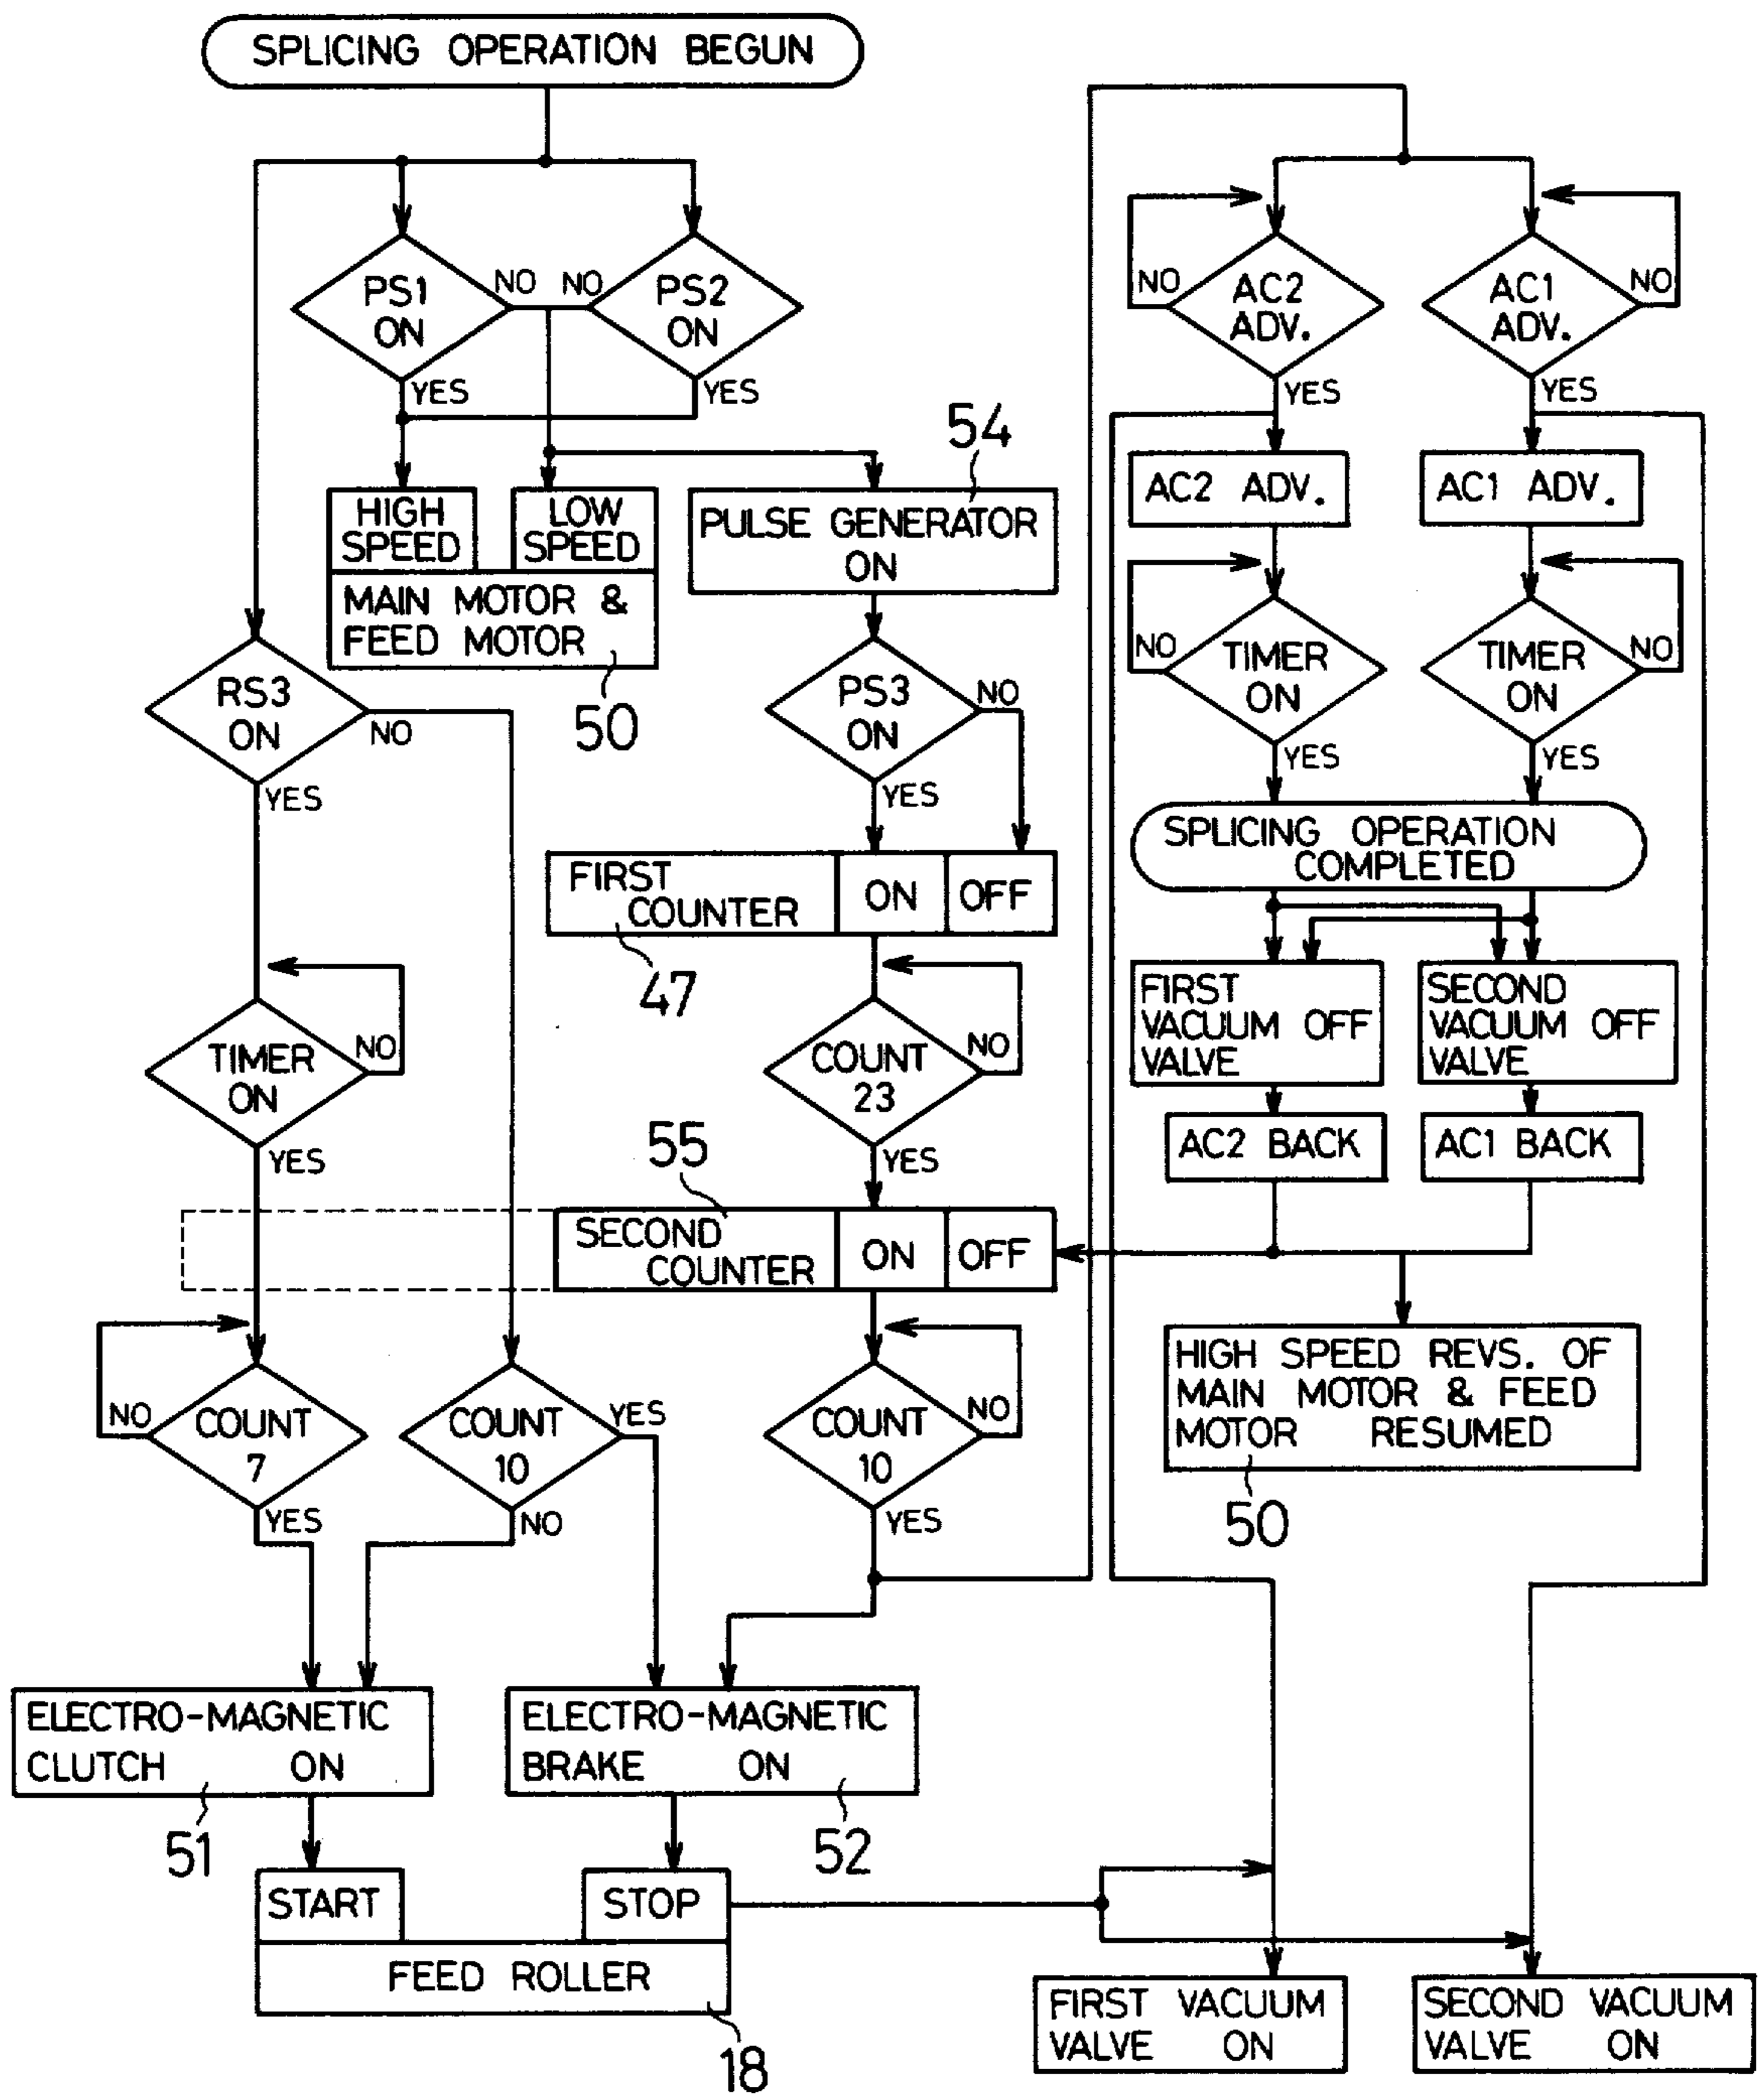 SPLICING OPERATION BEGUN
PS1
ON
NO
NO
PS2
ON
YES
YES
HIGH
SPEED
LOW
SPEED
MAIN MOTOR &
FEED MOTOR
50
54
PULSE GENERATOR
ON
RS3
ON
NO
YES
PS3
ON
NO
YES
FIRST
COUNTER
ON
OFF
47
TIMER
ON
NO
YES
COUNT
23
NO
YES
55
SECOND
COUNTER
ON
OFF
NO
COUNT
7
YES
COUNT
10
YES
NO
COUNT
10
NO
YES
ELECTRO-MAGNETIC
CLUTCH ON
51
ELECTRO-MAGNETIC
BRAKE ON
52
START
STOP
FEED ROLLER
18
NO
AC2
ADV.
YES
AC1
ADV.
NO
YES
AC2 ADV.
AC1 ADV.
NO
TIMER
ON
YES
TIMER
ON
NO
YES
SPLICING OPERATION
COMPLETED
FIRST
VACUUM OFF
VALVE
SECOND
VACUUM OFF
VALVE
AC2 BACK
AC1 BACK
HIGH SPEED REVS. OF
MAIN MOTOR & FEED
MOTOR RESUMED
50
FIRST VACUUM
VALVE ON
SECOND VACUUM
VALVE ON